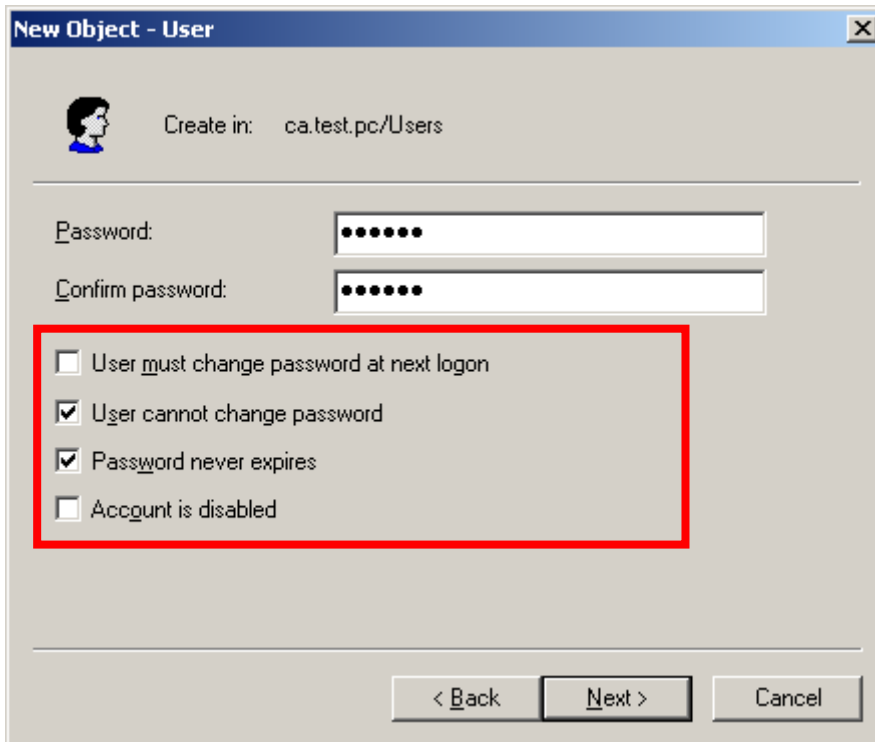 New Object - User
Create in: ca.test.pc/Users
Password: ●●●●●●
Confirm password: ●●●●●●
User must change password at next logon
User cannot change password
Password never expires
Account is disabled
< Back Next > Cancel